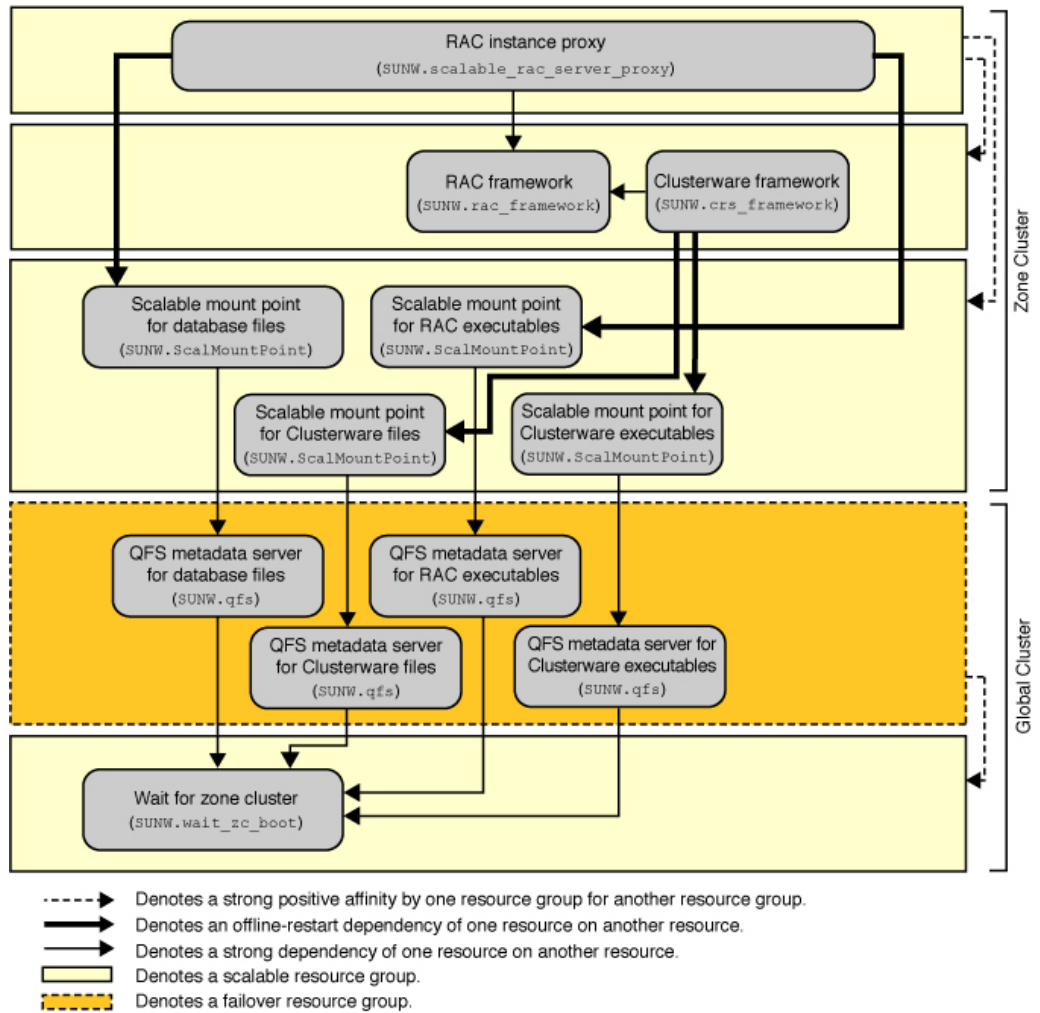 RAC instance proxy
(SUNW.scalable_rac_server_proxy)
RAC framework
(SUNW.rac_framework)
Clusterware framework
(SUNW.crs_framework)
Zone Cluster
Scalable mount point
for database files
(SUNW.ScalMountPoint)
Scalable mount point
for RAC executables
(SUNW.ScalMountPoint)
Scalable mount point
for Clusterware files
(SUNW.ScalMountPoint)
Scalable mount point for
Clusterware executables
(SUNW.ScalMountPoint)
QFS metadata server
for database files
(SUNW.qfs)
QFS metadata server
for RAC executables
(SUNW.qfs)
QFS metadata server
for Clusterware files
(SUNW.qfs)
QFS metadata server for
Clusterware executables
(SUNW.qfs)
Global Cluster
Wait for zone cluster
(SUNW.wait_zc_boot)
Denotes a strong positive affinity by one resource group for another resource group.
Denotes an offline-restart dependency of one resource on another resource.
Denotes a strong dependency of one resource on another resource.
Denotes a scalable resource group.
Denotes a failover resource group.